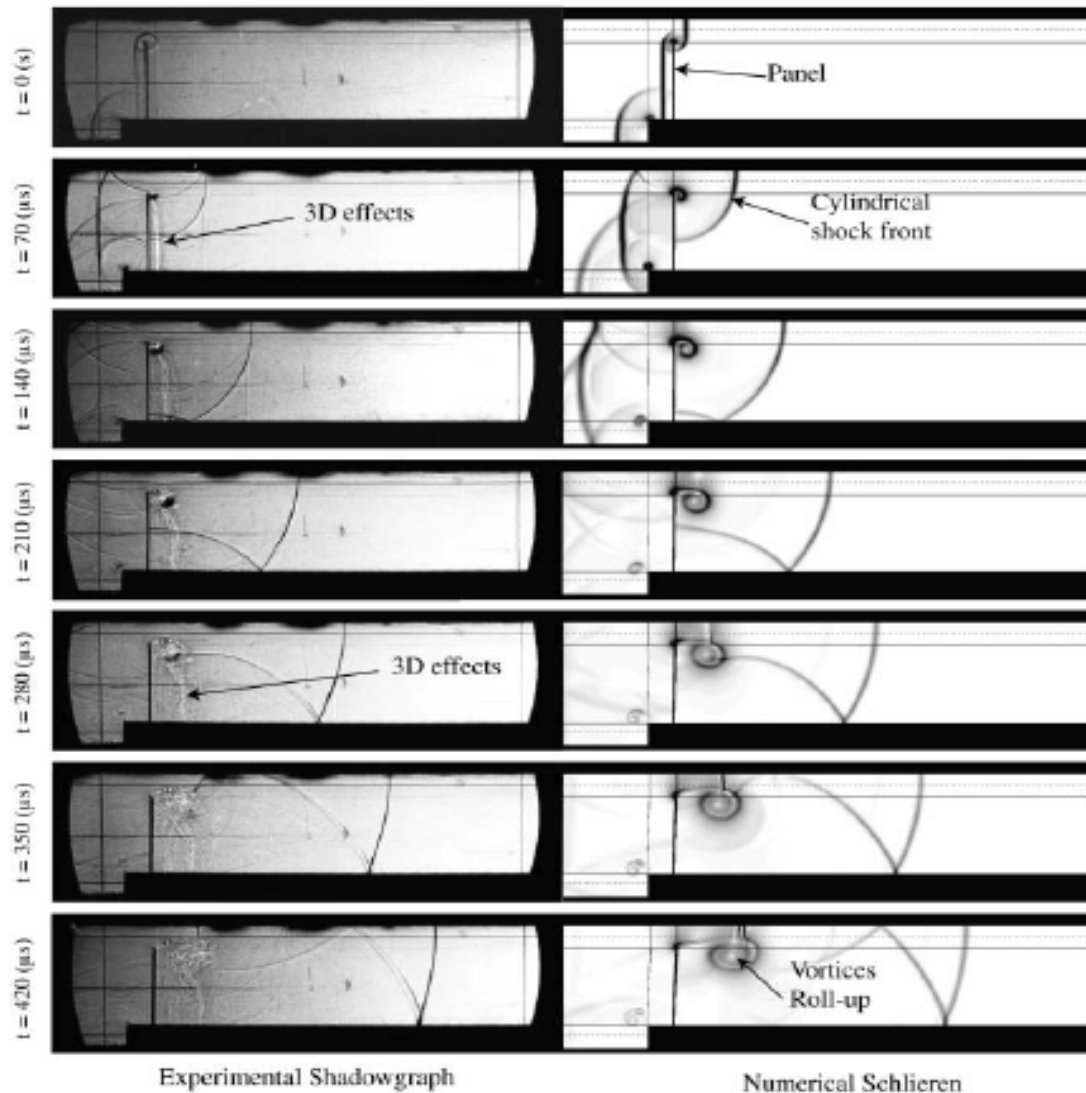 t = 0 (s)
Panel
t = 70 (μs)
3D effects
Cylindrical
shock front
t = 140 (μs)
t = 210 (μs)
t = 280 (μs)
3D effects
t = 350 (μs)
t = 420 (μs)
Vortices
Roll-up
Experimental Shadowgraph
Numerical Schlieren